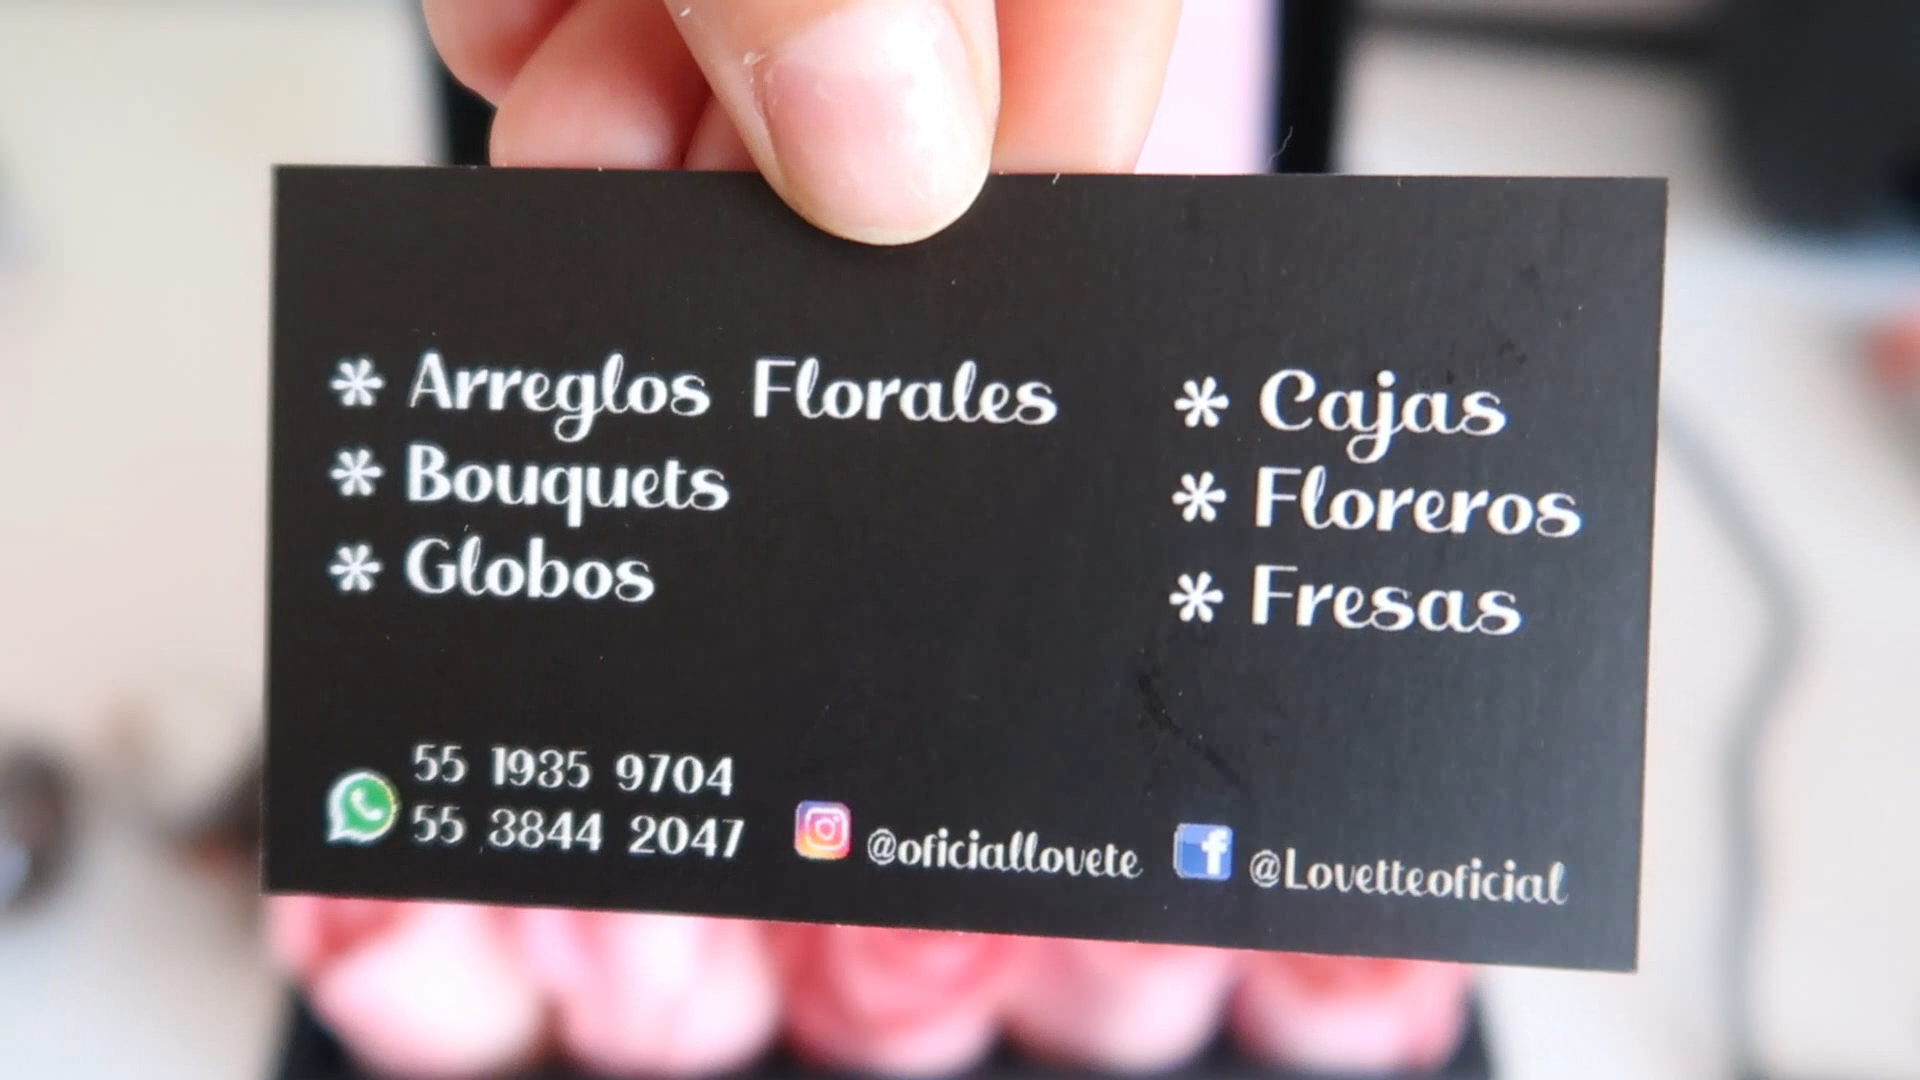 * Arreglos Florales
* Bouquets
* Globos
* Cajas
* Floreros
* Fresas
55 1935 9704
55 3844 2047
@oficiallovete
@Lovetteoficial